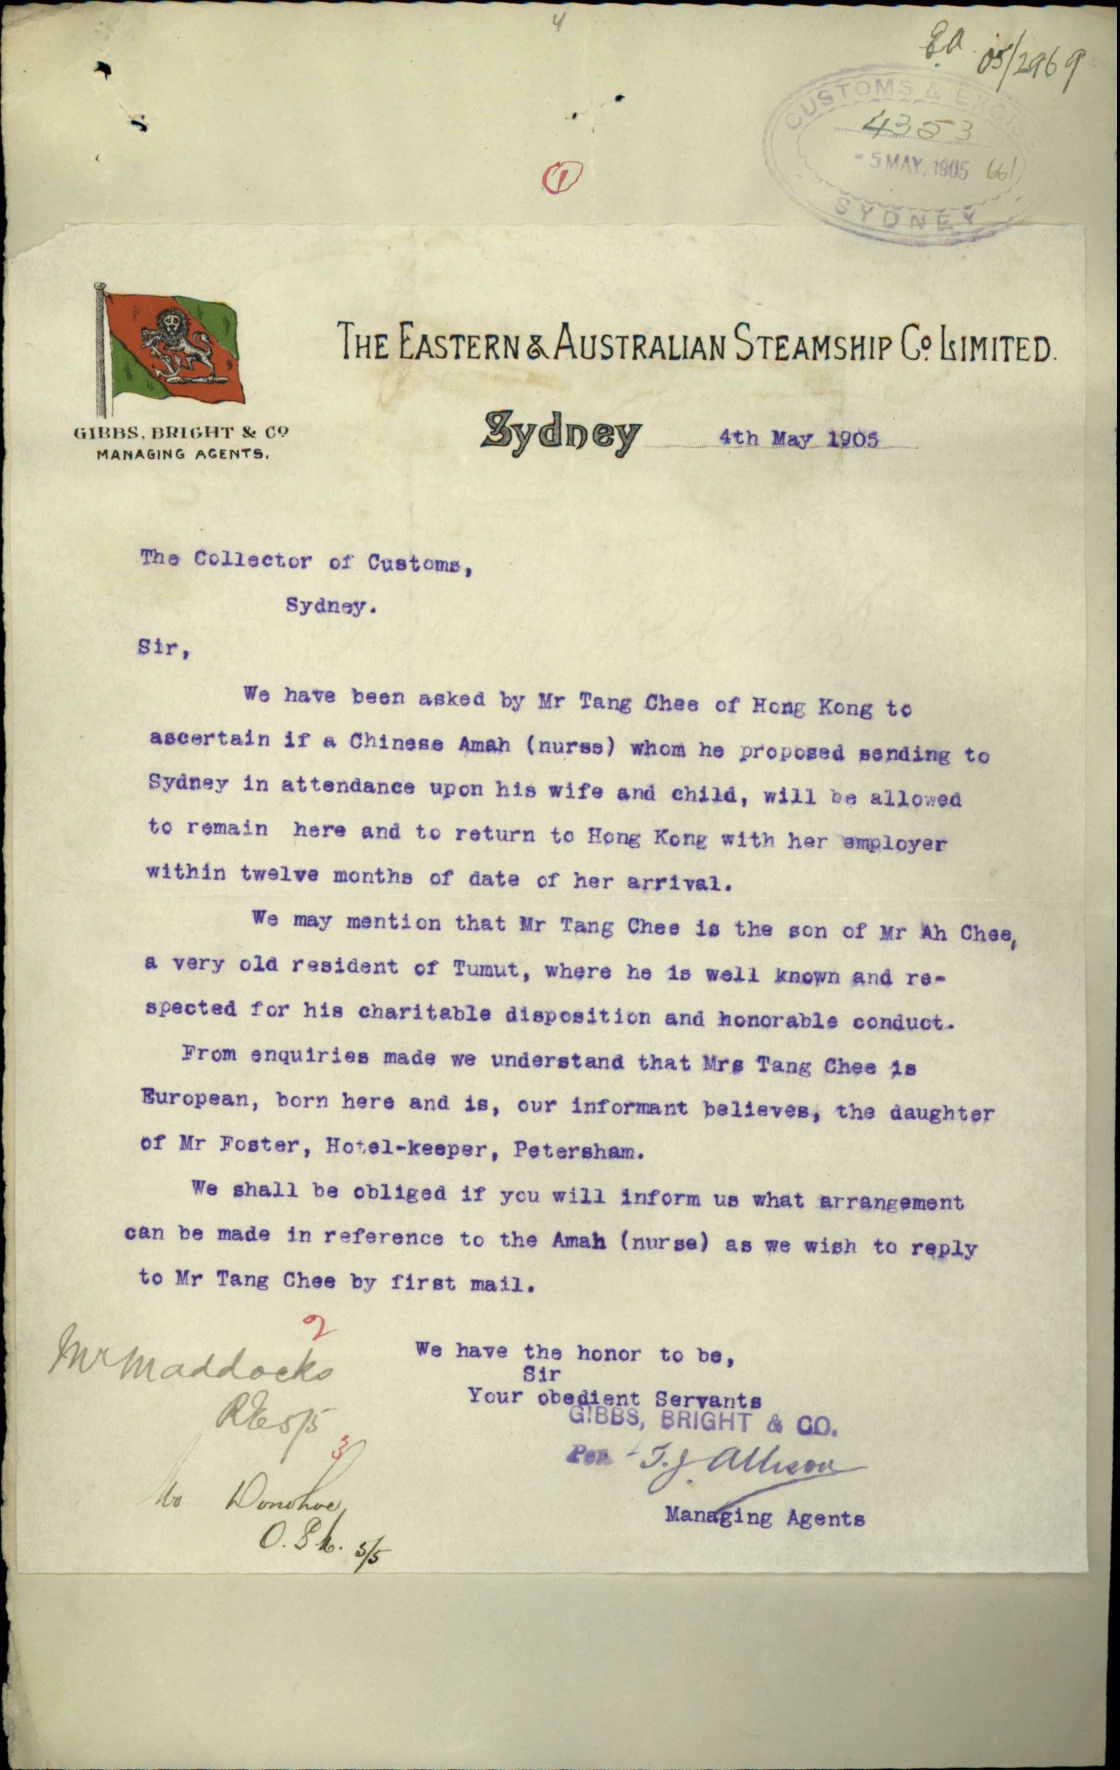 4
05/2969
CUSTOMS & EXCISE
4353
-5 MAY. 1905
SYDNEY
1
THE EASTERN & AUSTRALIAN STEAMSHIP Co LIMITED.
GIBBS, BRIGHT & Co
MANAGING AGENTS.
Sydney 4th May 1905
The Collector of Customs,
Sydney.
Sir,
We have been asked by Mr Tang Chee of Hong Kong to
ascertain if a Chinese Amah (nurse) whom he proposed sending to
Sydney in attendance upon his wife and child, will be allowed
to remain here and to return to Hong Kong with her employer
within twelve months of date of her arrival.
We may mention that Mr Tang Chee is the son of Mr Ah Chee,
a very old resident of Tumut, where he is well known and re-
spected for his charitable disposition and honorable conduct.
From enquiries made we understand that Mrs Tang Chee is
European, born here and is, our informant believes, the daughter
of Mr Foster, Hotel-keeper, Petersham.
We shall be obliged if you will inform us what arrangement
can be made in reference to the Amah (nurse) as we wish to reply
to Mr Tang Chee by first mail.
2
Mr Maddocks
5/5
3
Donohoe
5/5
We have the honor to be,
Sir
Your obedient Servants
GIBBS, BRIGHT & CO.
Per T.J. Allison
Managing Agents